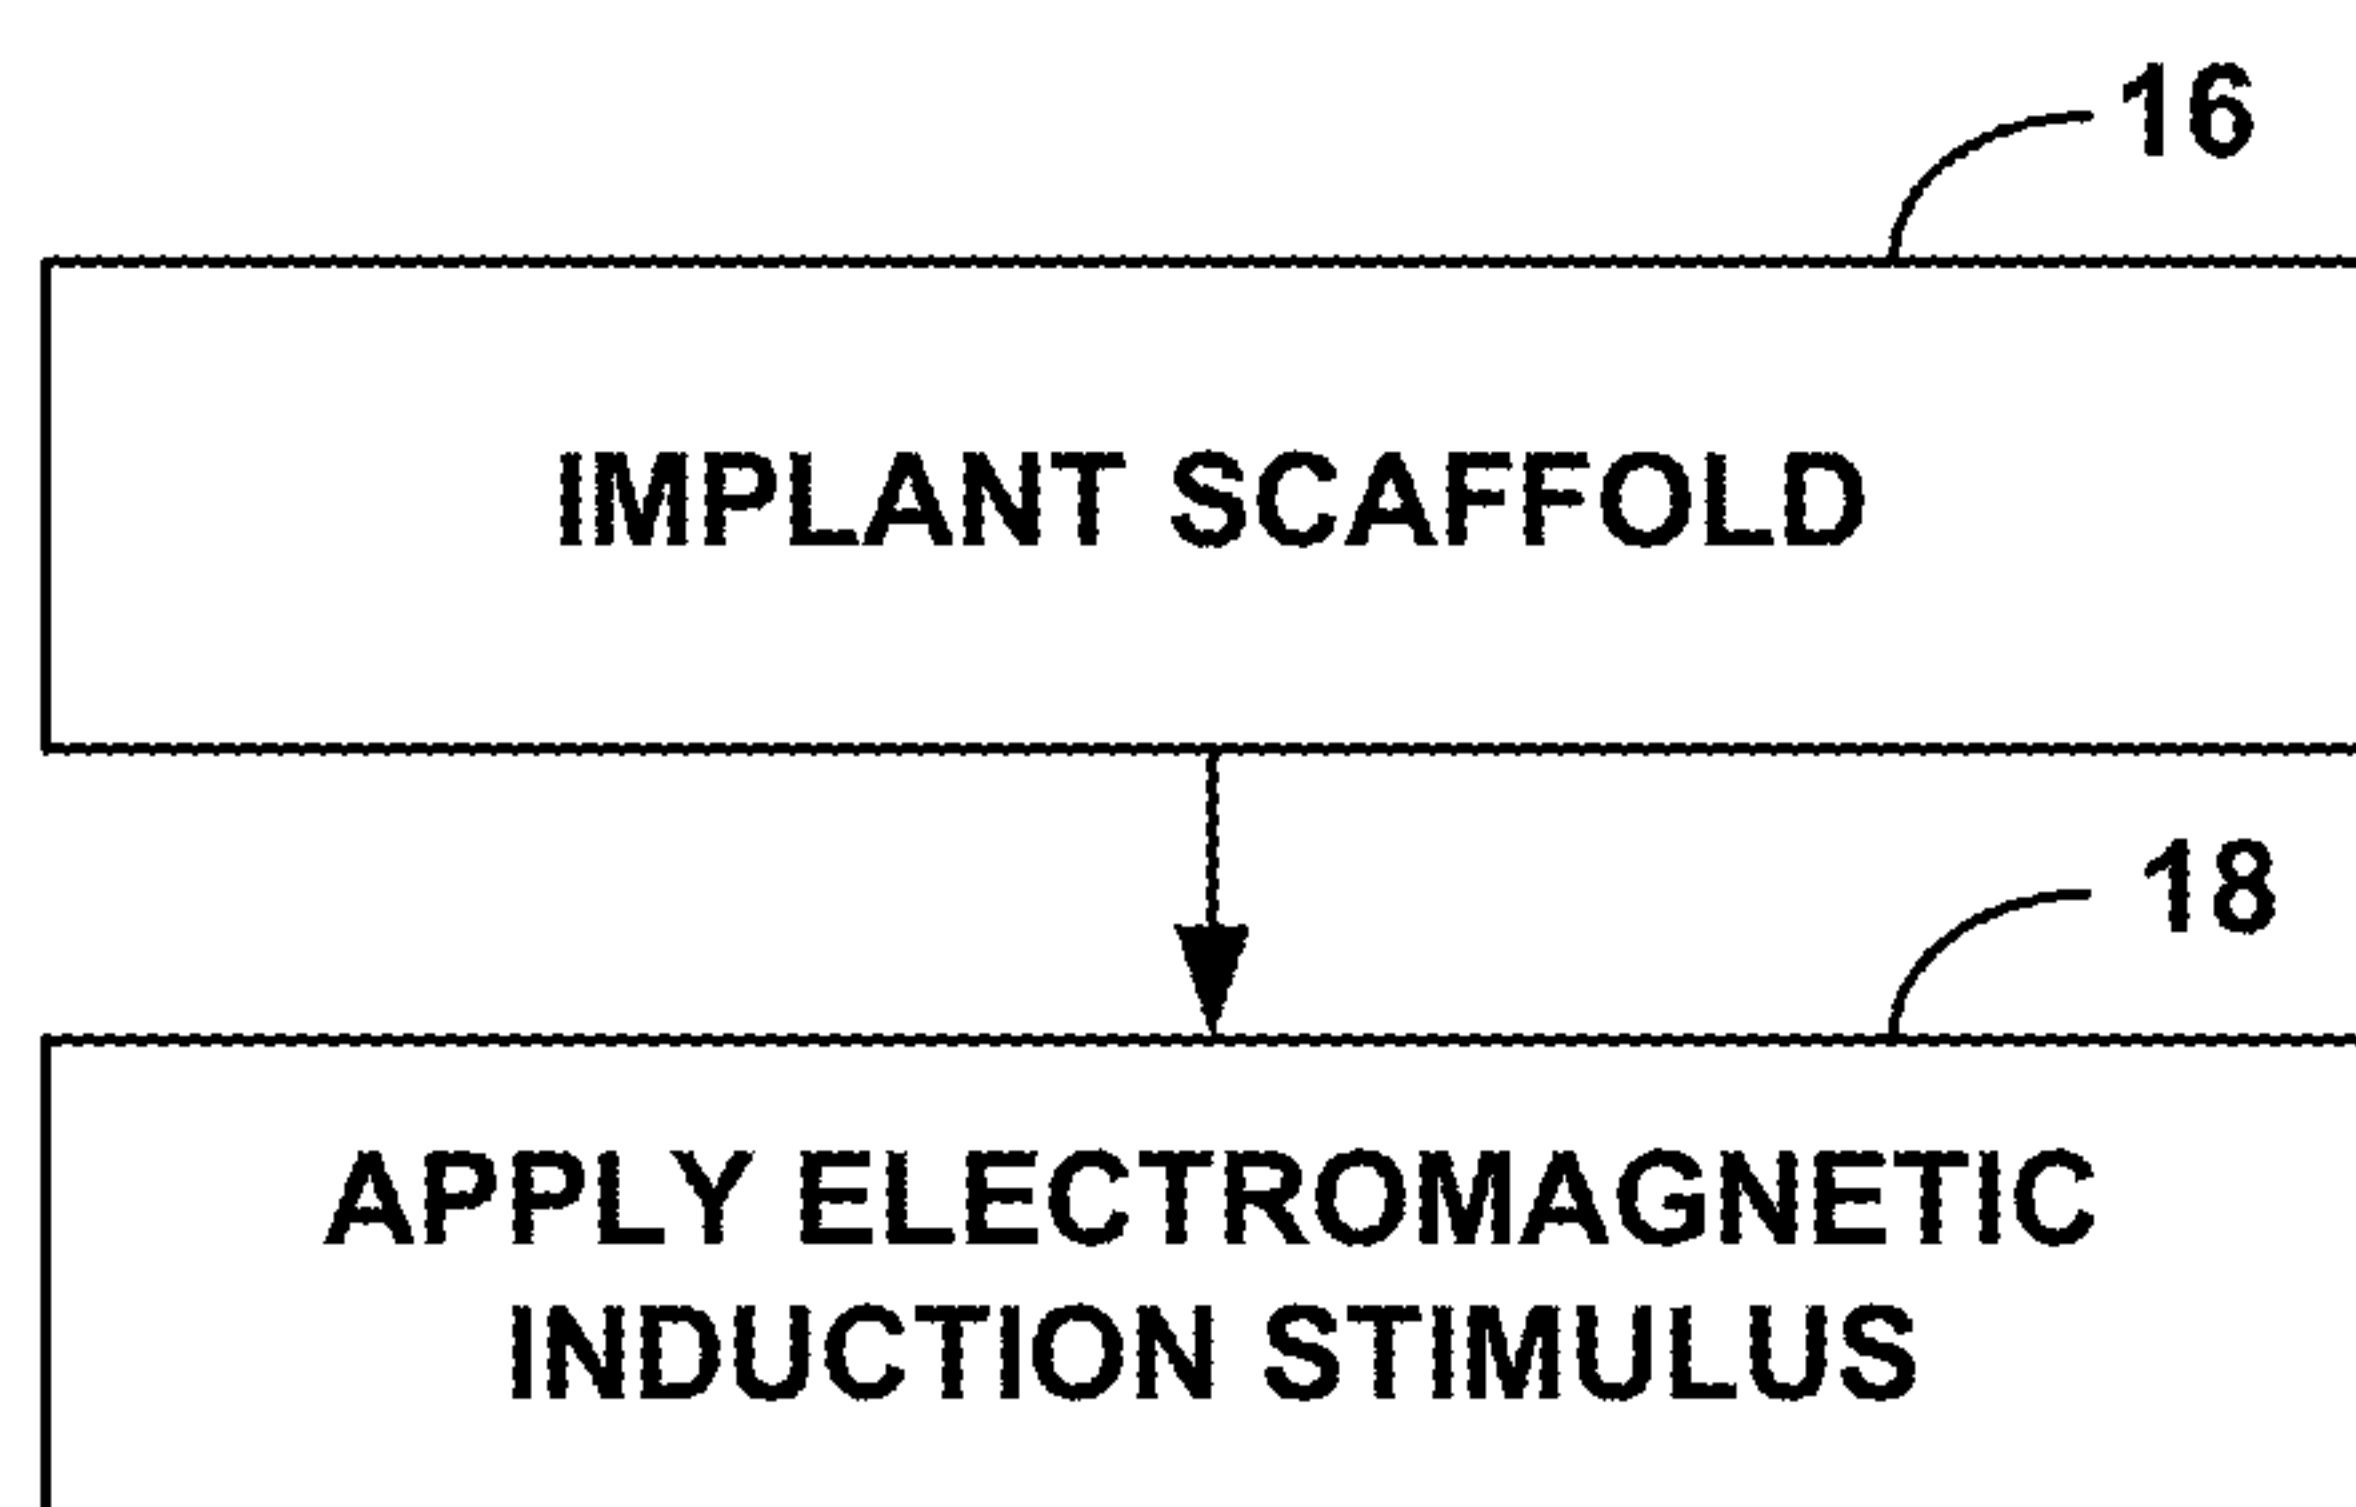 16
IMPLANT SCAFFOLD
18
APPLY ELECTROMAGNETIC
INDUCTION STIMULUS